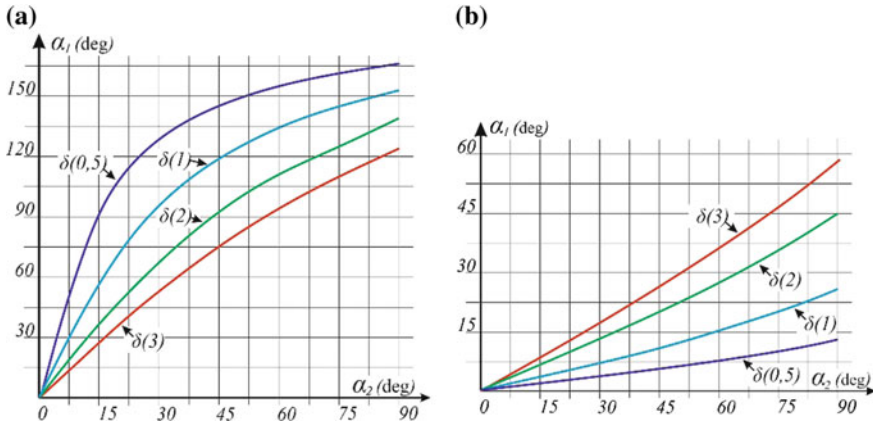 (a)
α₁ (deg)
150
120
90
60
30
δ(0,5)
δ(1)
δ(2)
δ(3)
α₂ (deg)
0 15 30 45 60 75 90
(b)
α₁ (deg)
60
45
30
15
δ(3)
δ(2)
δ(1)
δ(0,5)
α₂ (deg)
0 15 30 45 60 75 90